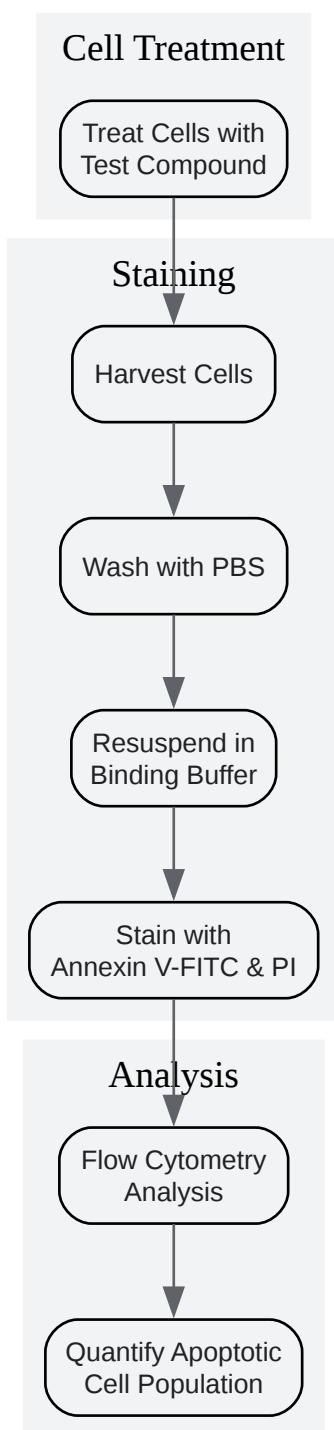 Cell Treatment
Treat Cells with
Test Compound
Staining
Harvest Cells
Wash with PBS
Resuspend in
Binding Buffer
Stain with
Annexin V-FITC & PI
Analysis
Flow Cytometry
Analysis
Quantify Apoptotic
Cell Population